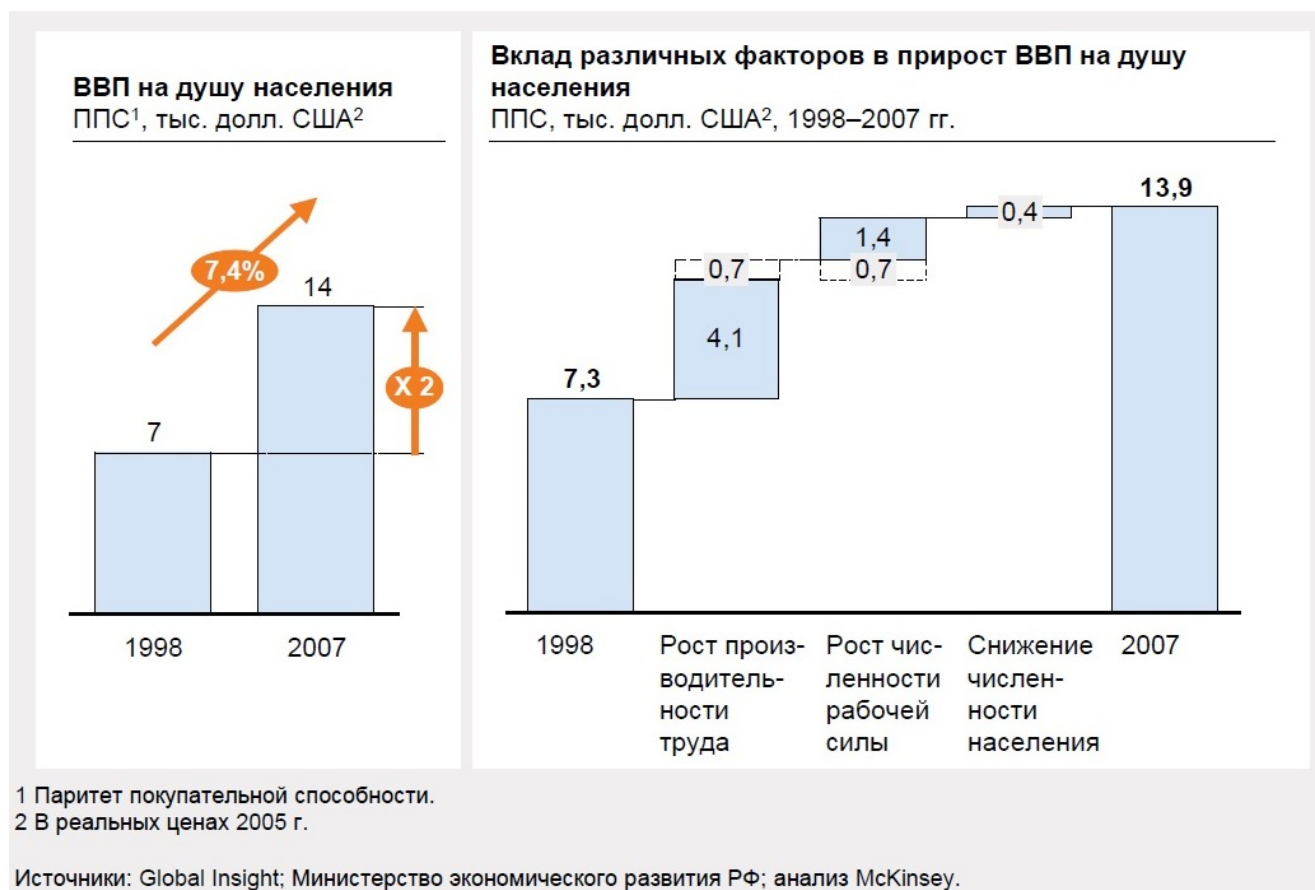 ВВП на душу населения
ППС¹, тыс. долл. США²
7,4%
14
X 2
7
1998
2007
Вклад различных факторов в прирост ВВП на душу
населения
ППС, тыс. долл. США², 1998–2007 гг.
13,9
0,4
1,4
0,7
0,7
4,1
7,3
1998
Рост произ-
водитель-
ности
труда
Рост чис-
ленности
рабочей
силы
Снижение
числен-
ности
населения
2007
1 Паритет покупательной способности.
2 В реальных ценах 2005 г.
Источники: Global Insight; Министерство экономического развития РФ; анализ McKinsey.